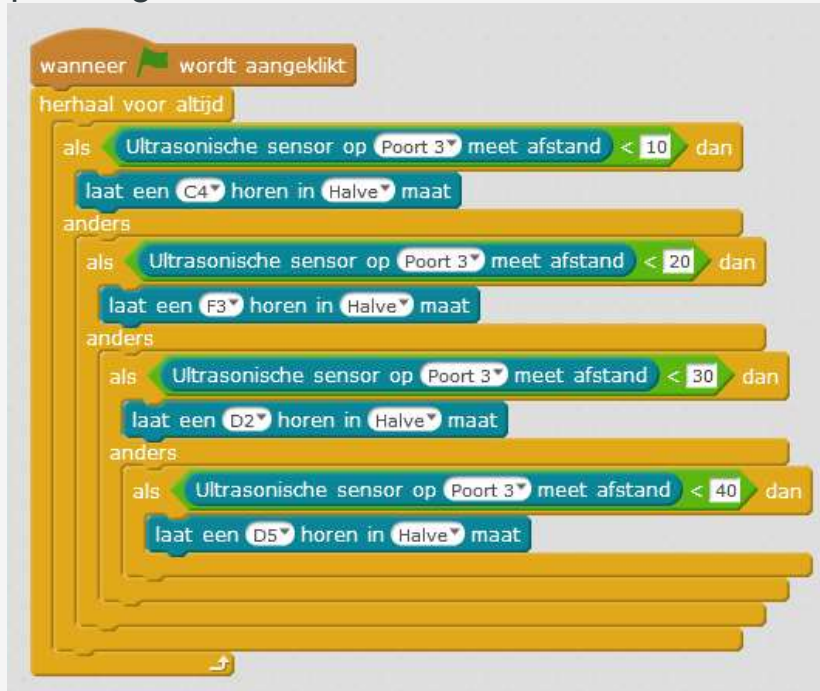 wanneer wordt aangeklikt
herhaal voor altijd
als Ultrasonische sensor op Poort 3 meet afstand < 10 dan
laat een C4 horen in Halve maat
anders
als Ultrasonische sensor op Poort 3 meet afstand < 20 dan
laat een F3 horen in Halve maat
anders
als Ultrasonische sensor op Poort 3 meet afstand < 30 dan
laat een D2 horen in Halve maat
anders
als Ultrasonische sensor op Poort 3 meet afstand < 40 dan
laat een D5 horen in Halve maat